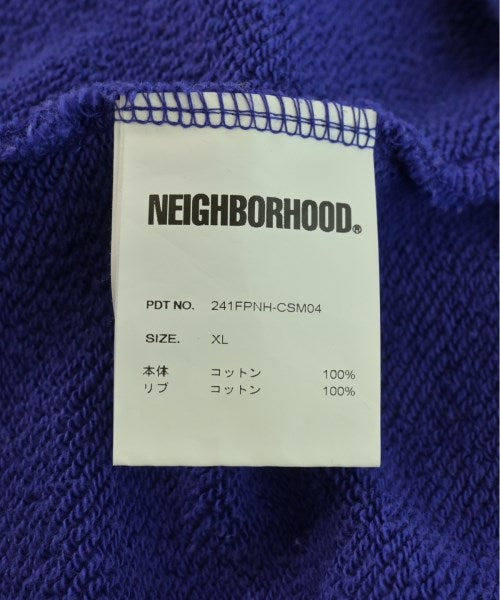 NEIGHBORHOOD®
PDT NO. 241FPNH-CSM04
SIZE. XL
本体 コットン 100%
リブ コットン 100%